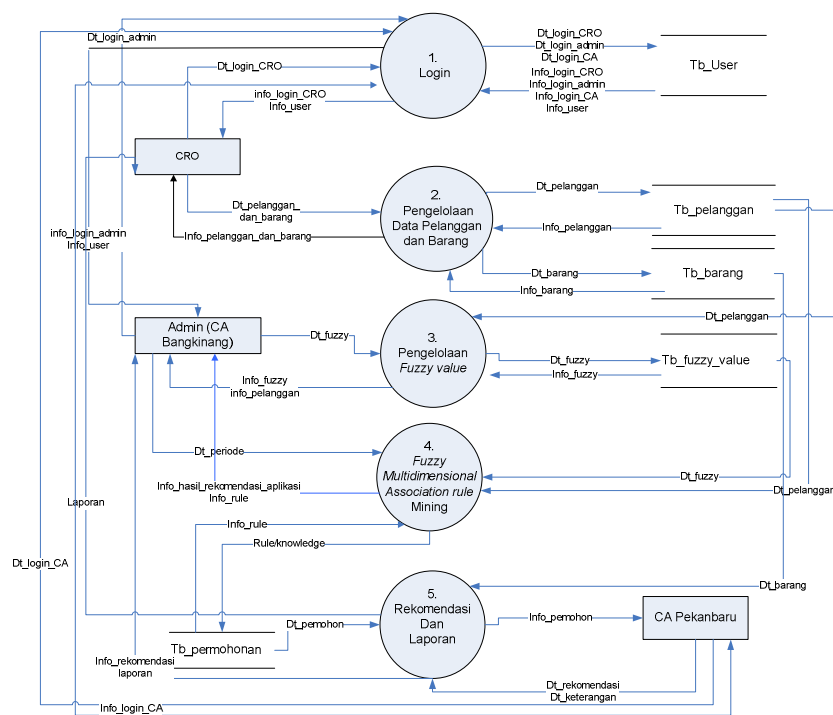 Dt_login_admin
Dt_login_CRO
info_login_CRO
Info_user
1.
Login
Dt_login_CRO
Dt_login_admin
Dt_login_CA
Info_login_CRO
Info_login_admin
Info_login_CA
Info_user
Tb_User
CRO
Dt_pelanggan_
dan_barang
Info_pelanggan_dan_barang
2.
Pengelolaan
Data Pelanggan
dan Barang
Dt_pelanggan
Info_pelanggan
Tb_pelanggan
Dt_barang
Info_barang
Tb_barang
info_login_admin
Info_user
Admin (CA
Bangkinang)
Dt_fuzzy
Info_fuzzy
info_pelanggan
3.
Pengelolaan
Fuzzy value
Dt_pelanggan
Dt_fuzzy
Info_fuzzy
Tb_fuzzy_value
Dt_periode
Info_hasil_rekomendasi_aplikasi
Info_rule
4.
Fuzzy
Multidimensional
Association rule
Mining
Dt_fuzzy
Dt_pelanggan
Laporan
Info_rule
Rule/knowledge
Dt_login_CA
Dt_barang
5.
Rekomendasi
Dan
Laporan
Dt_pemohon
Tb_permohonan
Info_pemohon
CA Pekanbaru
Info_rekomendasi
laporan
Dt_rekomendasi
Dt_keterangan
Info_login_CA